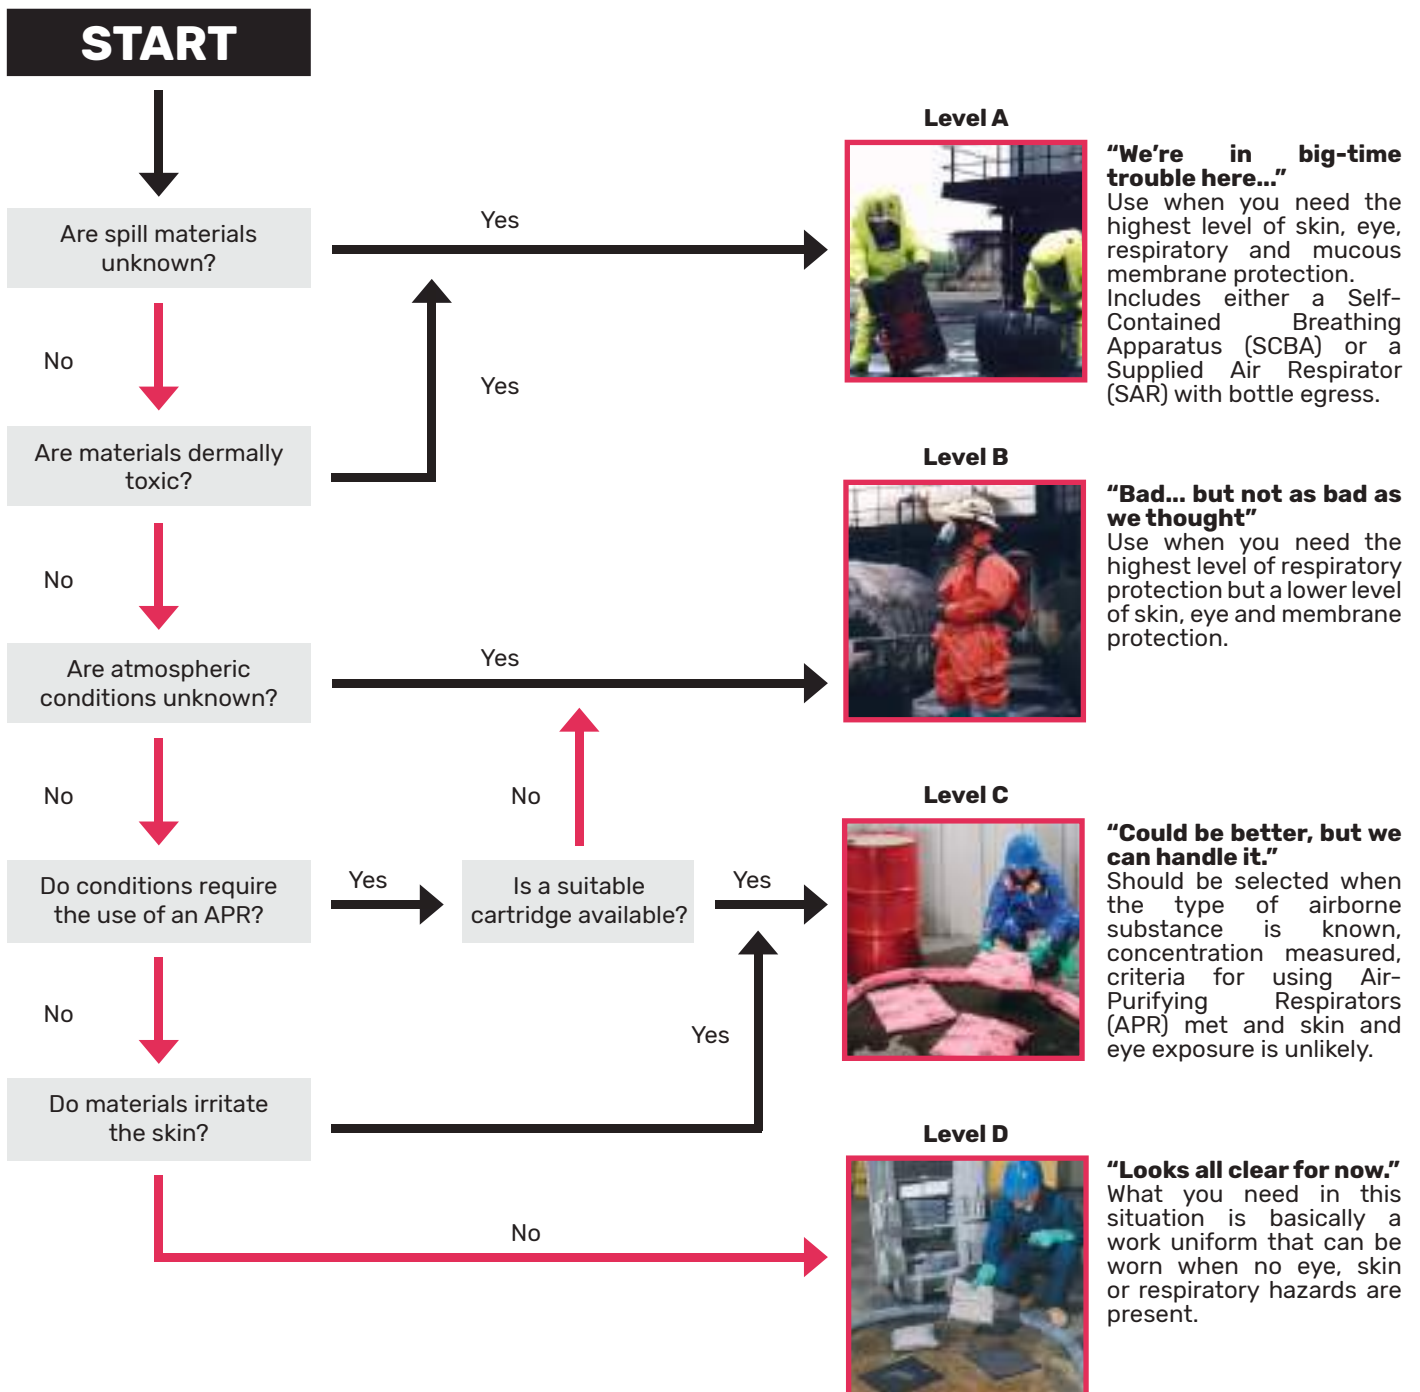 START
Are spill materials
unknown?
Yes
No
Are materials dermally
toxic?
Yes
No
Are atmospheric
conditions unknown?
Yes
No
Do conditions require
the use of an APR?
Yes
Is a suitable
cartridge available?
No
Yes
No
Do materials irritate
the skin?
Yes
No
Level A
“We’re in big-time
trouble here...”
Use when you need the
highest level of skin, eye,
respiratory and mucous
membrane protection.
Includes either a Self-
Contained Breathing
Apparatus (SCBA) or a
Supplied Air Respirator
(SAR) with bottle egress.
Level B
“Bad... but not as bad as
we thought”
Use when you need the
highest level of respiratory
protection but a lower level
of skin, eye and membrane
protection.
Level C
“Could be better, but we
can handle it.”
Should be selected when
the type of airborne
substance is known,
concentration measured,
criteria for using Air-
Purifying Respirators
(APR) met and skin and
eye exposure is unlikely.
Level D
“Looks all clear for now.”
What you need in this
situation is basically a
work uniform that can be
worn when no eye, skin
or respiratory hazards are
present.